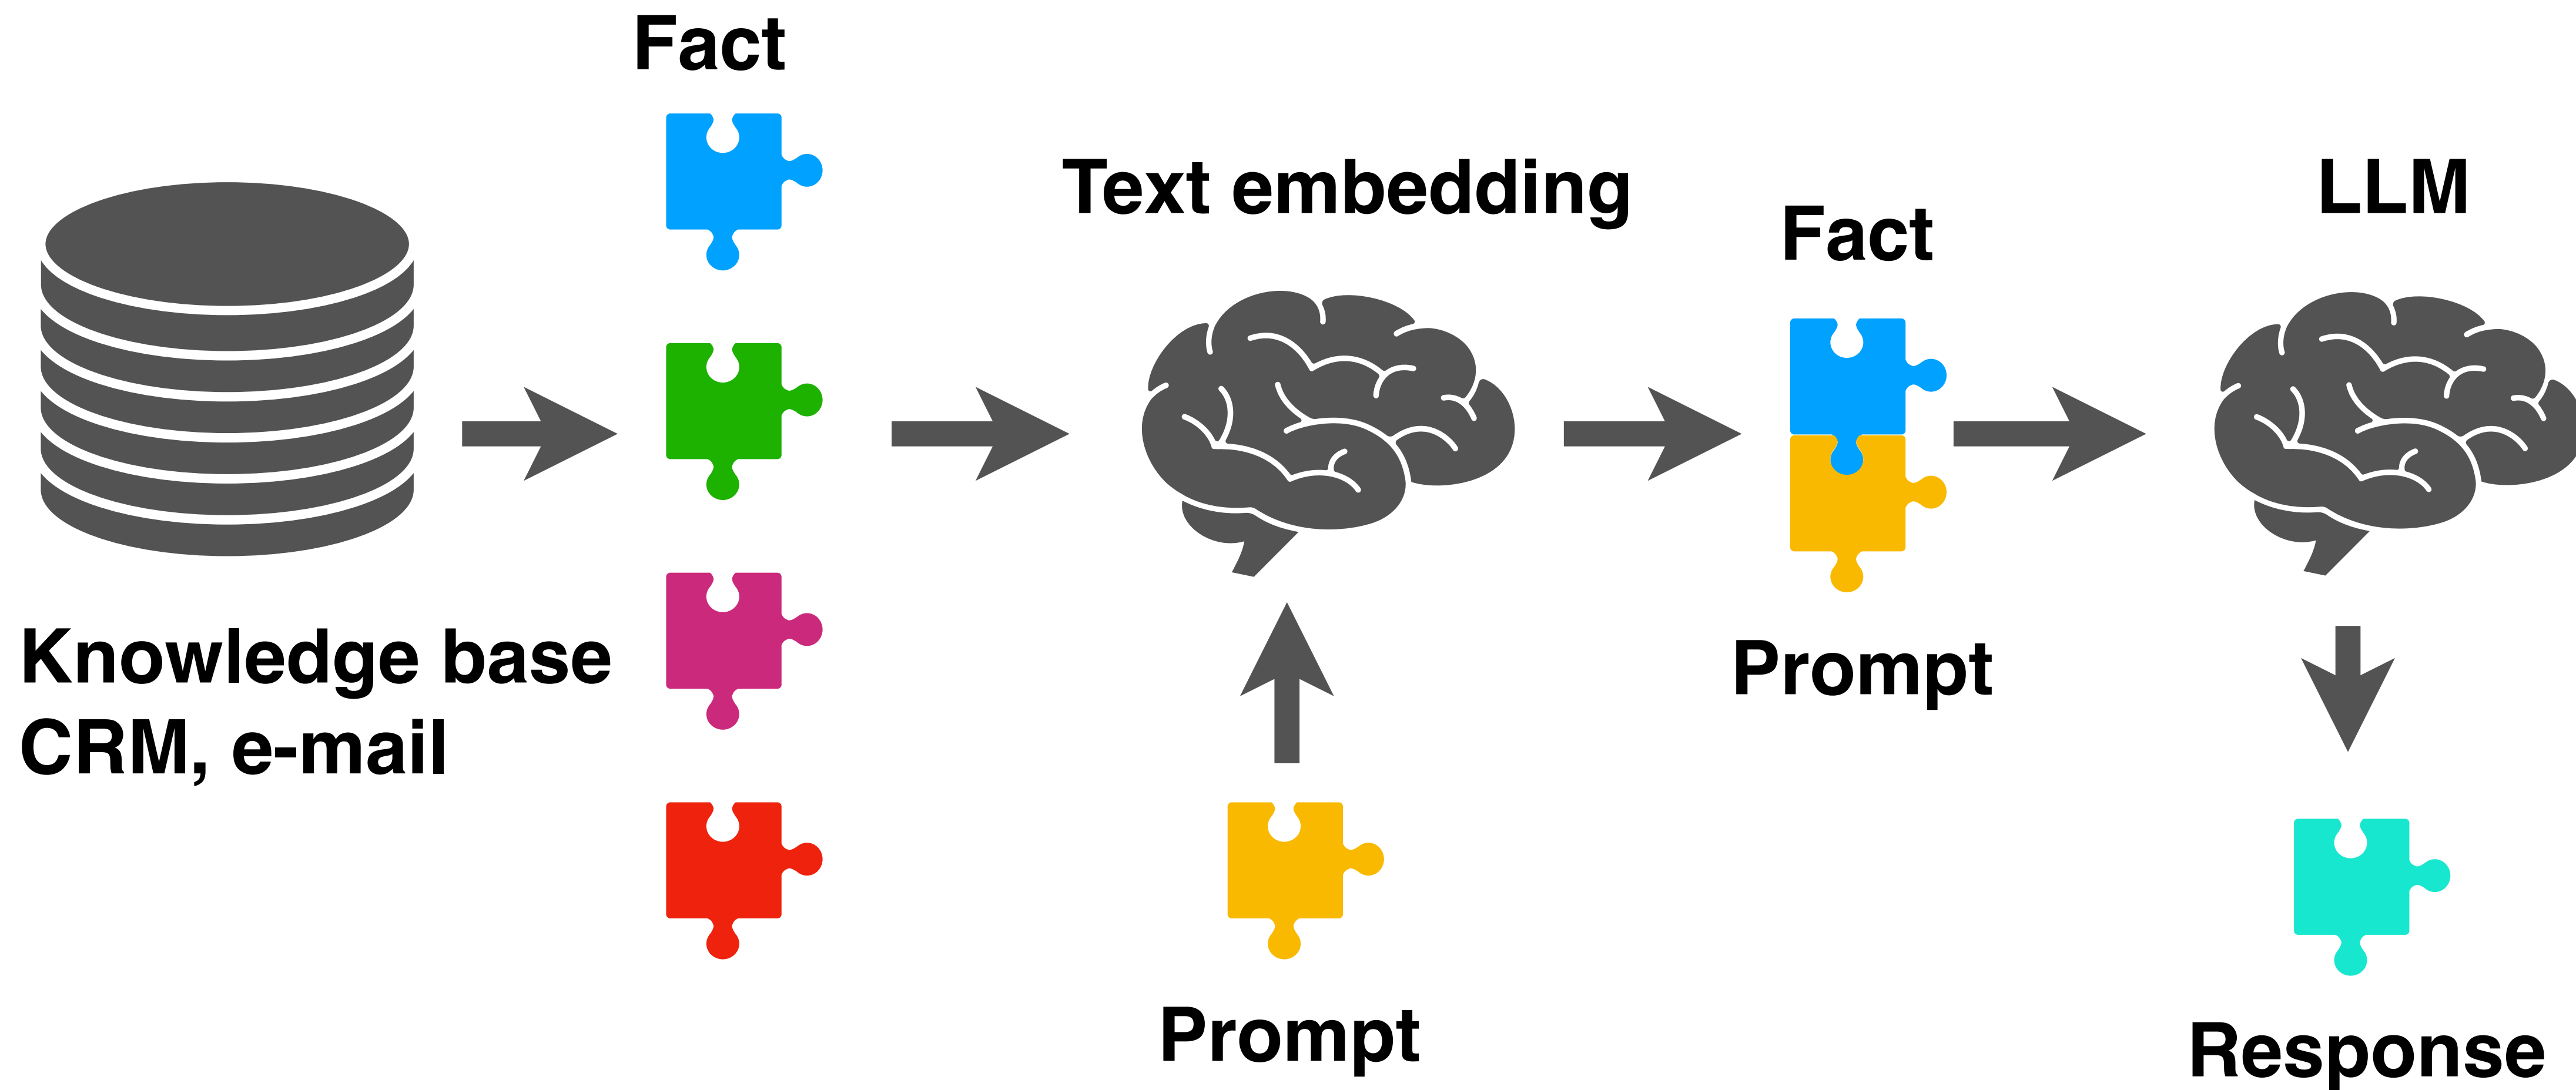 Fact
Text embedding
LLM
Fact
Knowledge base
CRM, e-mail
Prompt
Prompt
Response